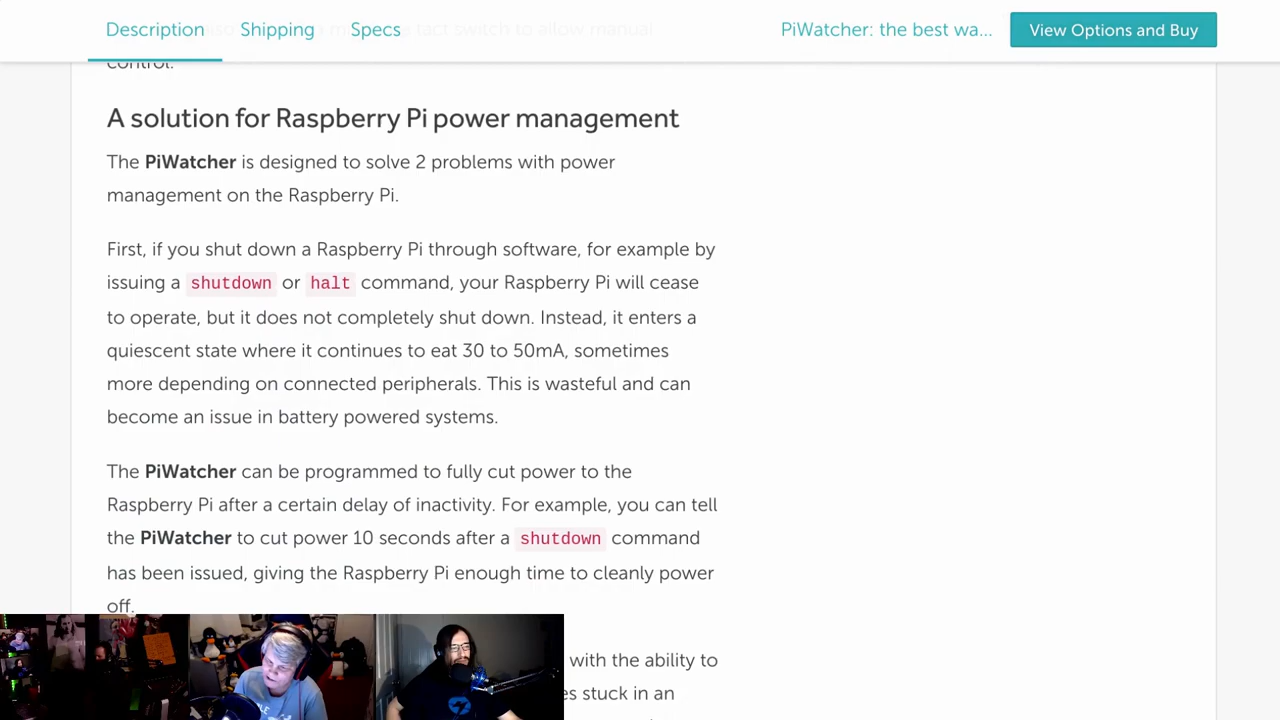 Description
Shipping
Specs
PiWatcher: the best wa...
View Options and Buy
tact switch to allow manual
control.
A solution for Raspberry Pi power management
The PiWatcher is designed to solve 2 problems with power
management on the Raspberry Pi.
First, if you shut down a Raspberry Pi through software, for example by
issuing a shutdown or halt command, your Raspberry Pi will cease
to operate, but it does not completely shut down. Instead, it enters a
quiescent state where it continues to eat 30 to 50mA, sometimes
more depending on connected peripherals. This is wasteful and can
become an issue in battery powered systems.
The PiWatcher can be programmed to fully cut power to the
Raspberry Pi after a certain delay of inactivity. For example, you can tell
the PiWatcher to cut power 10 seconds after a shutdown command
has been issued, giving the Raspberry Pi enough time to cleanly power
off.
with the ability to
stuck in an